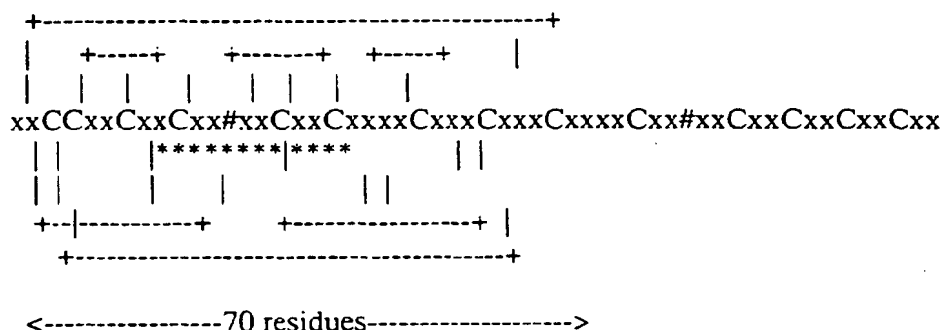 +-----------------------------------------------+
| +-----+ +------+ +-----+ |
| | | | | | | |
xxCCxxCxxCxx#xxCxxCxxxxCxxxCxxxCxxxxCxx#xxCxxCxxCxxCxx
| | |********|**** | |
| | | | | |
+--|---------+ +---------------+ |
+-----------------------------------------+
<-----------------70 residues------------------->